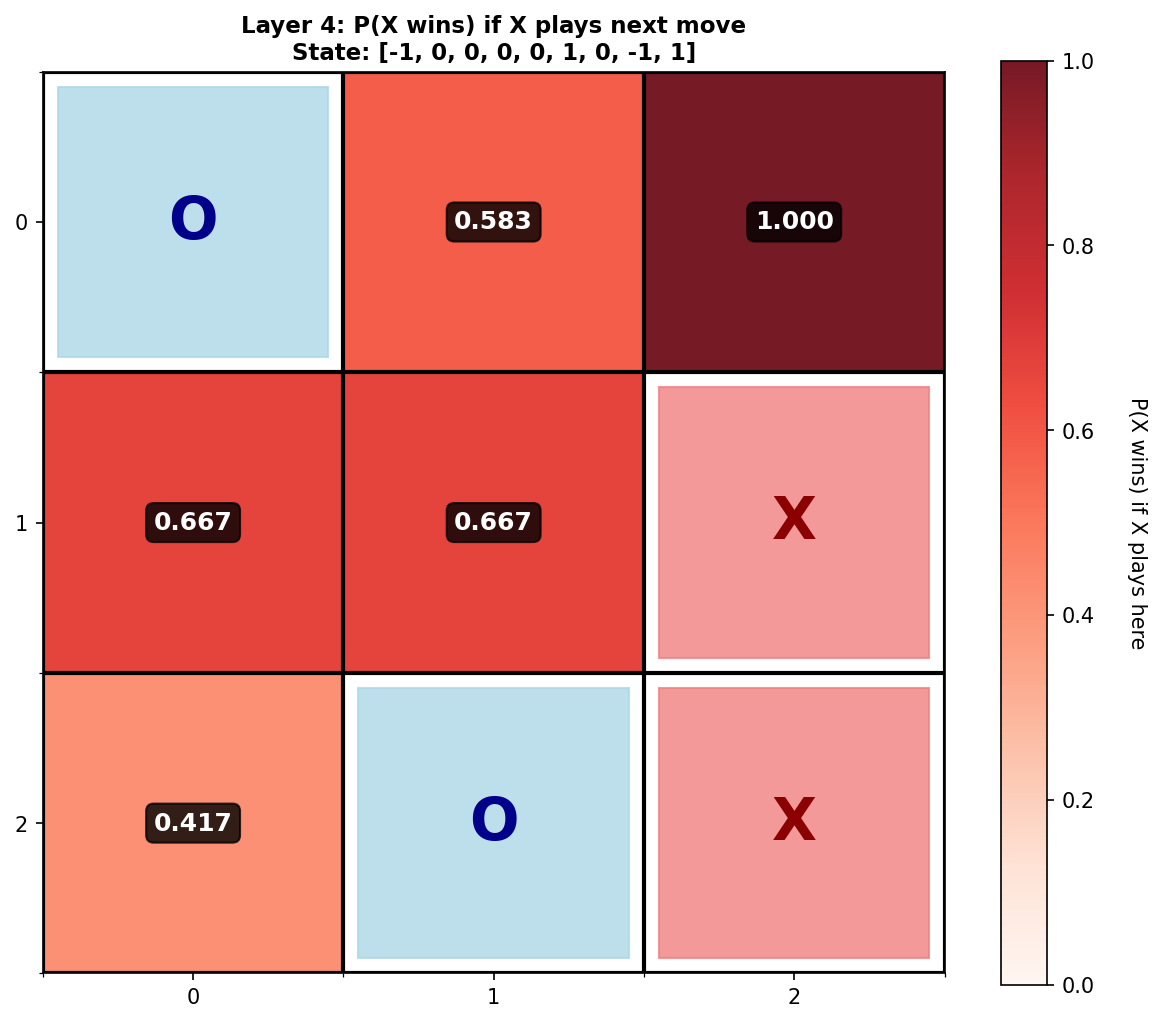 Layer 4: P(X wins) if X plays next move
State: [-1, 0, 0, 0, 0, 1, 0, -1, 1]
O
0.583
1.000
0.667
0.667
X
0.417
O
X
0
1
2
0
1
2
1.0
0.8
0.6
0.4
0.2
0.0
P(X wins) if X plays here